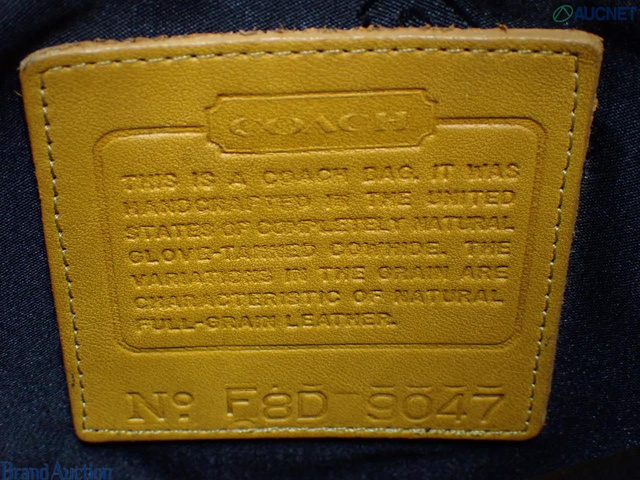 AUCNET
COACH
THIS IS A COACH BAG. IT WAS
HANDCRAFTED IN THE UNITED
STATES OF COMPLETELY NATURAL
GLOVE-TANNED COWHIDE. THE
VARIATIONS IN THE GRAIN ARE
CHARACTERISTIC OF NATURAL
FULL-GRAIN LEATHER.
No F8D-9047
Brand Auction